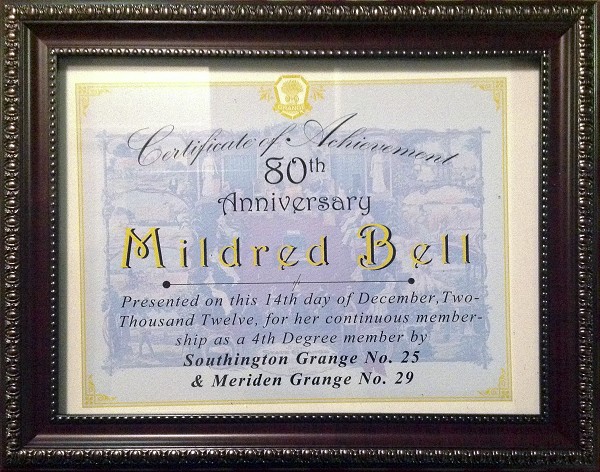 GRANGE
Certificate of Achievement
80th
Anniversary
Mildred Bell
Presented on this 14th day of December, Two-
Thousand Twelve, for her continuous member-
ship as a 4th Degree member by
Southington Grange No. 25
& Meriden Grange No. 29